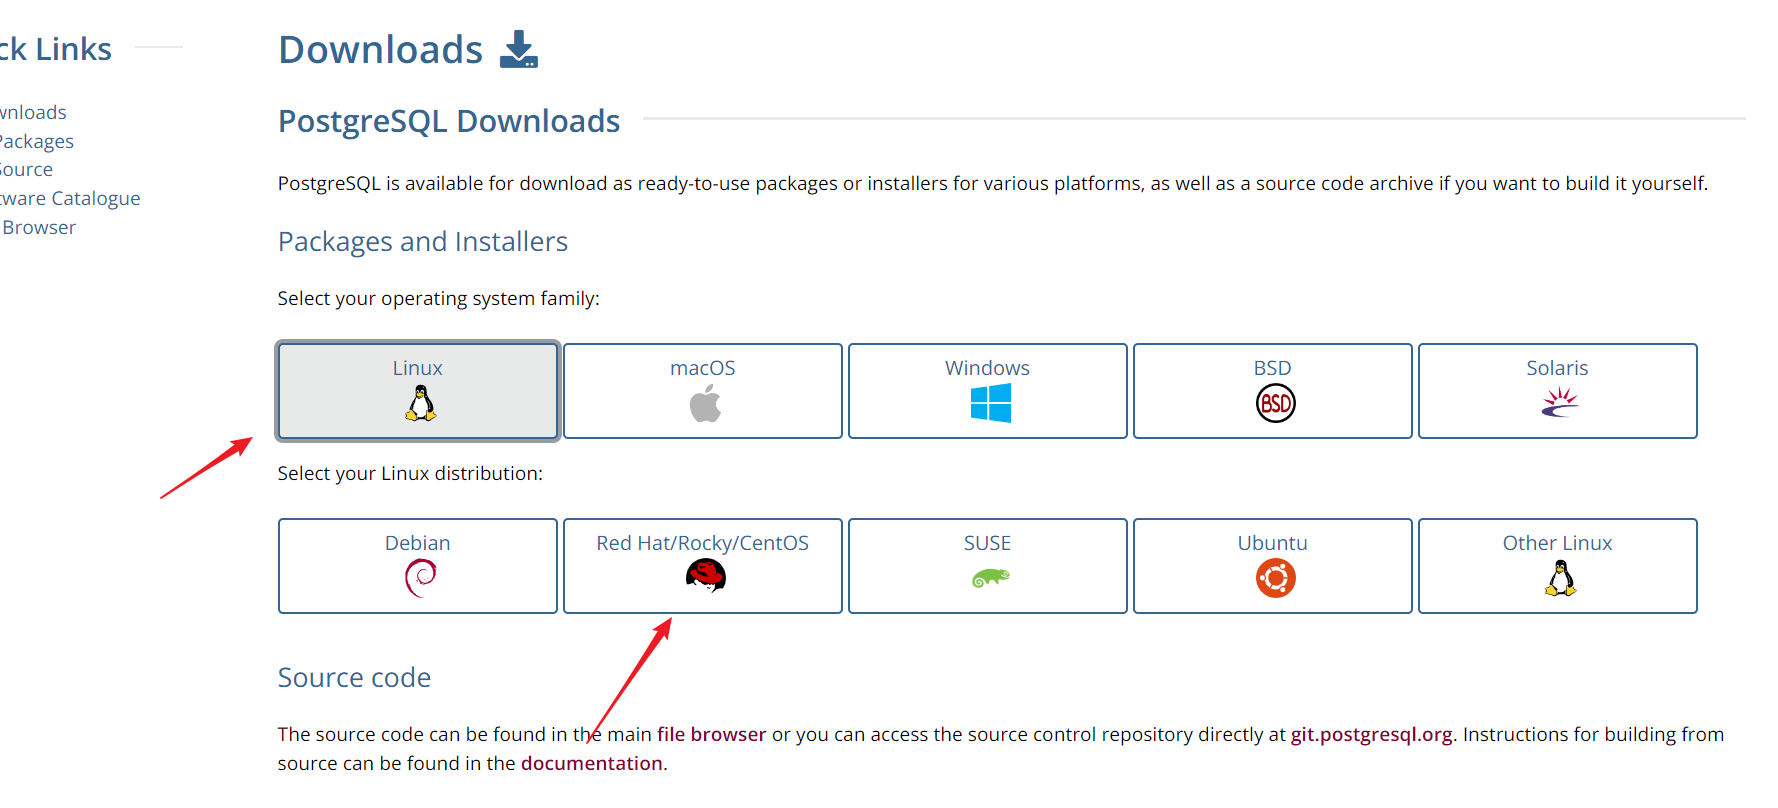 ck Links
wnloads
Packages
Source
tware Catalogue
Browser
Downloads
PostgreSQL Downloads
PostgreSQL is available for download as ready-to-use packages or installers for various platforms, as well as a source code archive if you want to build it yourself.
Packages and Installers
Select your operating system family:
Linux
macOS
Windows
BSD
BSD
Solaris
Select your Linux distribution:
Debian
Red Hat/Rocky/CentOS
SUSE
Ubuntu
Other Linux
Source code
The source code can be found in the main file browser or you can access the source control repository directly at git.postgresql.org. Instructions for building from
source can be found in the documentation.